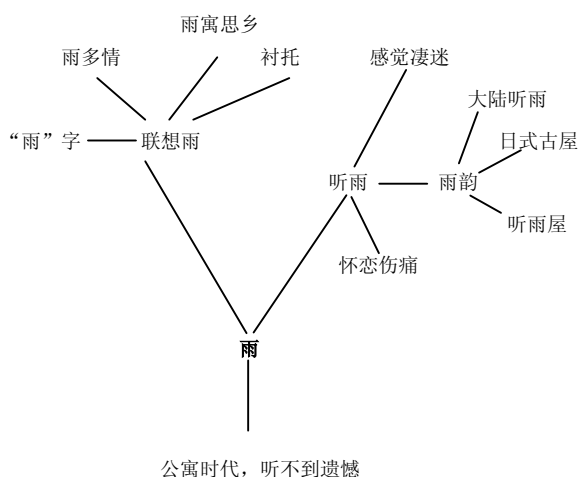 雨寓思乡
雨多情
衬托
感觉凄迷
大陆听雨
“雨”字
联想雨
日式古屋
听雨
雨韵
听雨屋
怀恋伤痛
雨
公寓时代，听不到遗憾